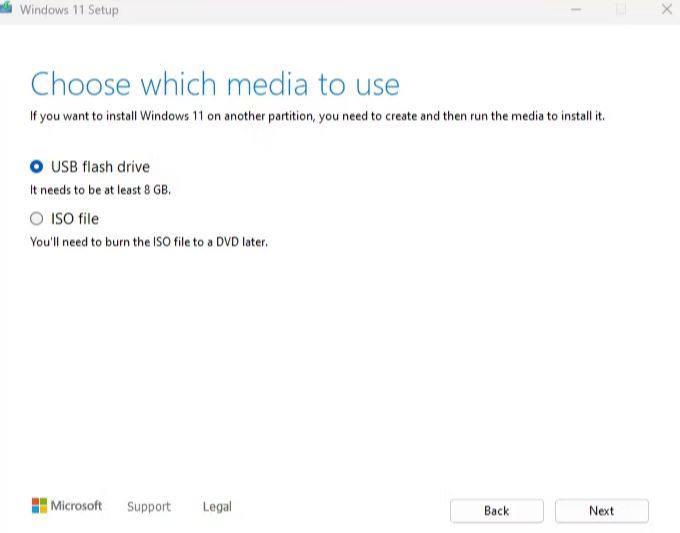 Windows 11 Setup
Choose which media to use
If you want to install Windows 11 on another partition, you need to create and then run the media to install it.
USB flash drive
It needs to be at least 8 GB.
ISO file
You'll need to burn the ISO file to a DVD later.
Microsoft Support Legal Back Next